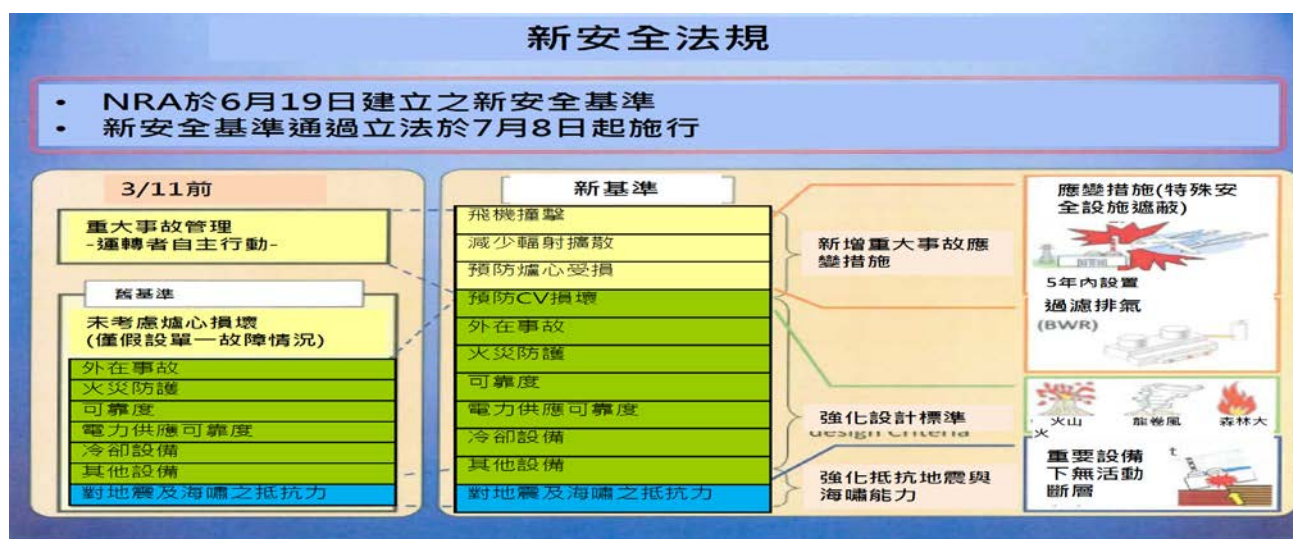 新安全法規
• NRA於6月19日建立之新安全基準
• 新安全基準通過立法於7月8日起施行
3/11前
重大事故管理
-運轉者自主行動-
舊基準
未考慮爐心損壞
(僅假設單一故障情況)
外在事故
火災防護
可靠度
電力供應可靠度
冷卻設備
其他設備
對地震及海嘯之抵抗力
新基準
飛機撞擊
減少輻射擴散
預防爐心受損
預防CV損壞
外在事故
火災防護
可靠度
電力供應可靠度
冷卻設備
其他設備
對地震及海嘯之抵抗力
新增重大事故應
變措施
強化設計標準
design criteria
強化抵抗地震與
海嘯能力
應變措施(特殊安
全設施遮蔽)
5年內設置
過濾排氣
(BWR)
火山 龍卷風 森林大
火
重要設備
下無活動
斷層
t